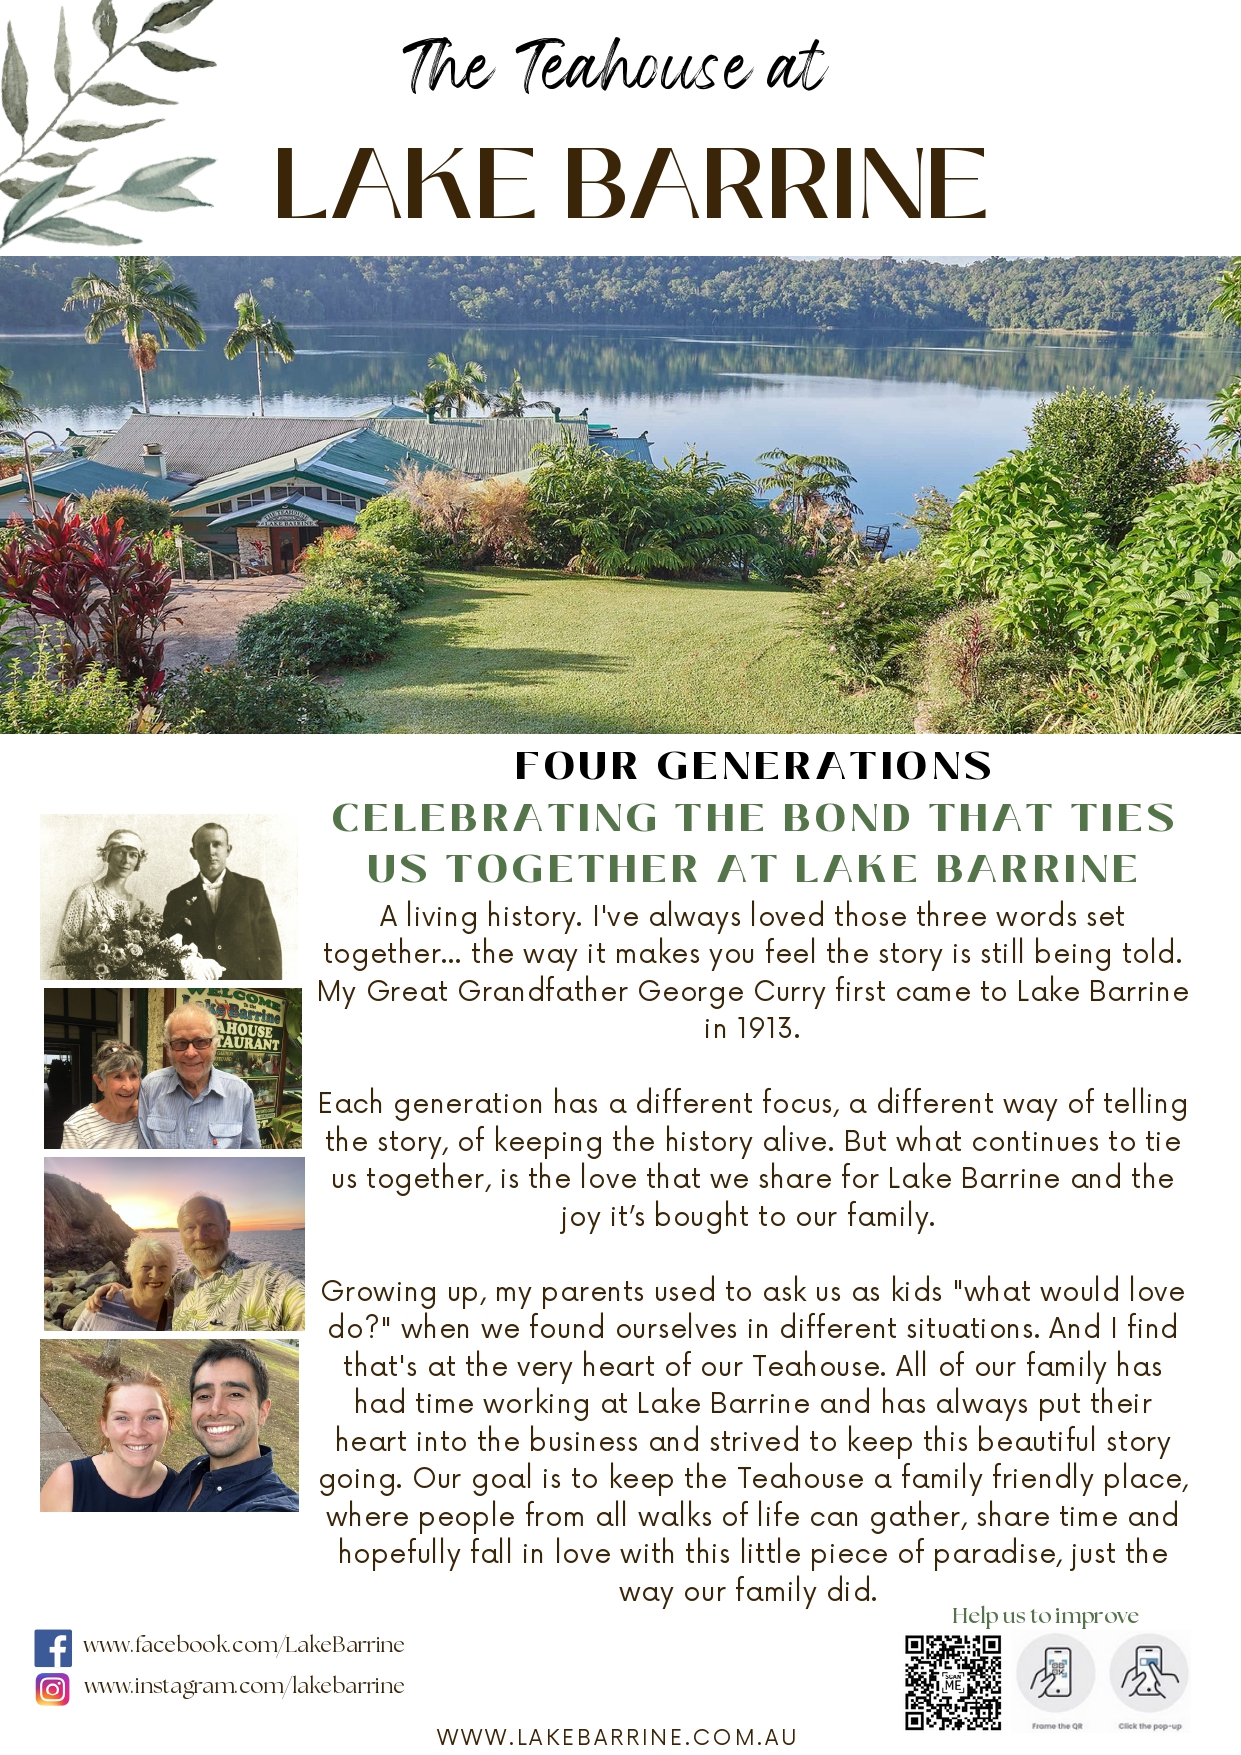 The Teahouse at
LAKE BARRINE
THE TEAHOUSE
LAKE BARRINE
FOUR GENERATIONS
CELEBRATING THE BOND THAT TIES
US TOGETHER AT LAKE BARRINE
A living history. I've always loved those three words set
together... the way it makes you feel the story is still being told.
My Great Grandfather George Curry first came to Lake Barrine
in 1913.
Each generation has a different focus, a different way of telling
the story, of keeping the history alive. But what continues to tie
us together, is the love that we share for Lake Barrine and the
joy it’s bought to our family.
Growing up, my parents used to ask us as kids "what would love
do?" when we found ourselves in different situations. And I find
that's at the very heart of our Teahouse. All of our family has
had time working at Lake Barrine and has always put their
heart into the business and strived to keep this beautiful story
going. Our goal is to keep the Teahouse a family friendly place,
where people from all walks of life can gather, share time and
hopefully fall in love with this little piece of paradise, just the
way our family did.
WELCOME
to the
Lake Barrine
AHOUSE
TAURANT
Help us to improve
www.facebook.com/LakeBarrine
www.instagram.com/lakebarrine
SCAN
ME
Frame the QR
Click the pop-up
WWW.LAKEBARRINE.COM.AU